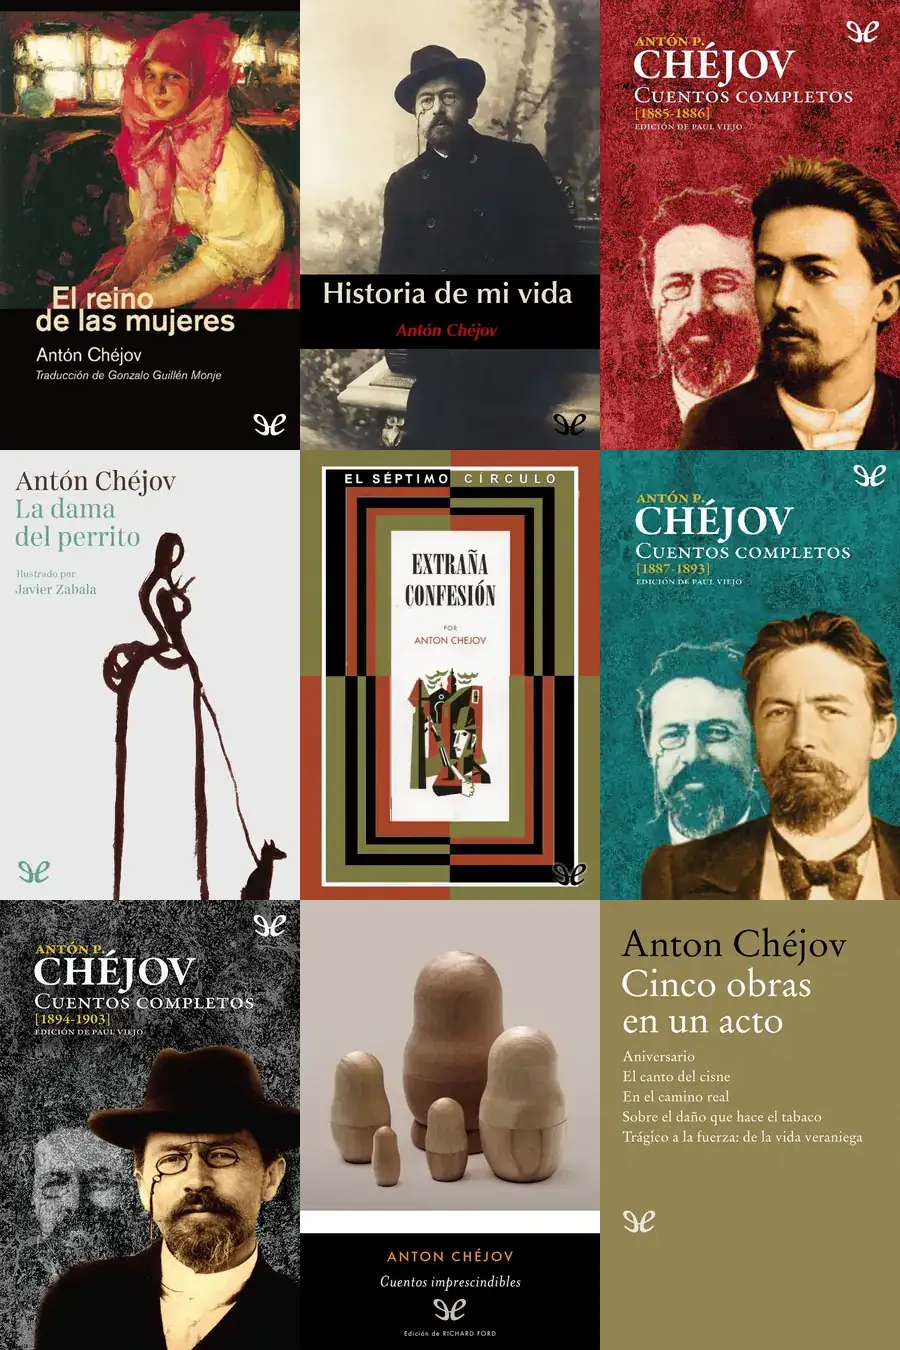 El reino
de las mujeres
Antón Chéjov
Traducción de Gonzalo Guillén Monje
Historia de mi vida
Antón Chéjov
ANTÓN P.
CHÉJOV
CUENTOS COMPLETOS
[1885-1886]
EDICIÓN DE PAUL VIEJO
Antón Chéjov
La dama
del perrito
Ilustrado por
Javier Zabala
EL SÉPTIMO CÍRCULO
EXTRAÑA
CONFESIÓN
POR
ANTON CHEJOV
ANTÓN P.
CHÉJOV
CUENTOS COMPLETOS
[1887-1893]
EDICIÓN DE PAUL VIEJO
ANTÓN P.
CHÉJOV
CUENTOS COMPLETOS
[1894-1903]
EDICIÓN DE PAUL VIEJO
ANTON CHÉJOV
Cuentos imprescindibles
Edición de RICHARD FORD
Anton Chéjov
Cinco obras
en un acto
Aniversario
El canto del cisne
En el camino real
Sobre el daño que hace el tabaco
Trágico a la fuerza: de la vida veraniega